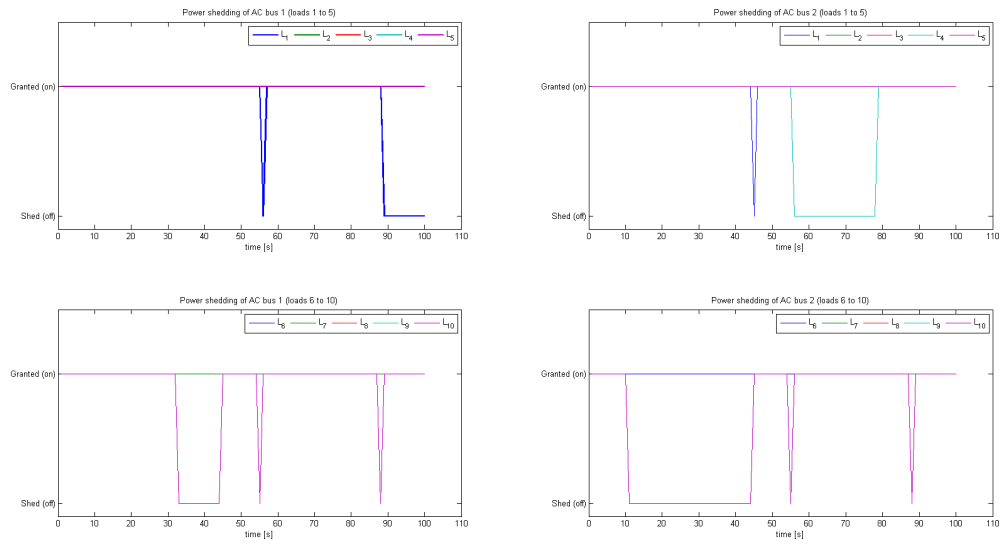 Power shedding of AC bus 1 (loads 1 to 5)
L1 L2 L3 L4 L5
Granted (on)
Shed (off)
0 10 20 30 40 50 60 70 80 90 100 110
time [s]
Power shedding of AC bus 2 (loads 1 to 5)
L1 L2 L3 L4 L5
Granted (on)
Shed (off)
0 10 20 30 40 50 60 70 80 90 100 110
time [s]
Power shedding of AC bus 1 (loads 6 to 10)
L6 L7 L8 L9 L10
Granted (on)
Shed (off)
0 10 20 30 40 50 60 70 80 90 100 110
time [s]
Power shedding of AC bus 2 (loads 6 to 10)
L6 L7 L8 L9 L10
Granted (on)
Shed (off)
0 10 20 30 40 50 60 70 80 90 100 110
time [s]